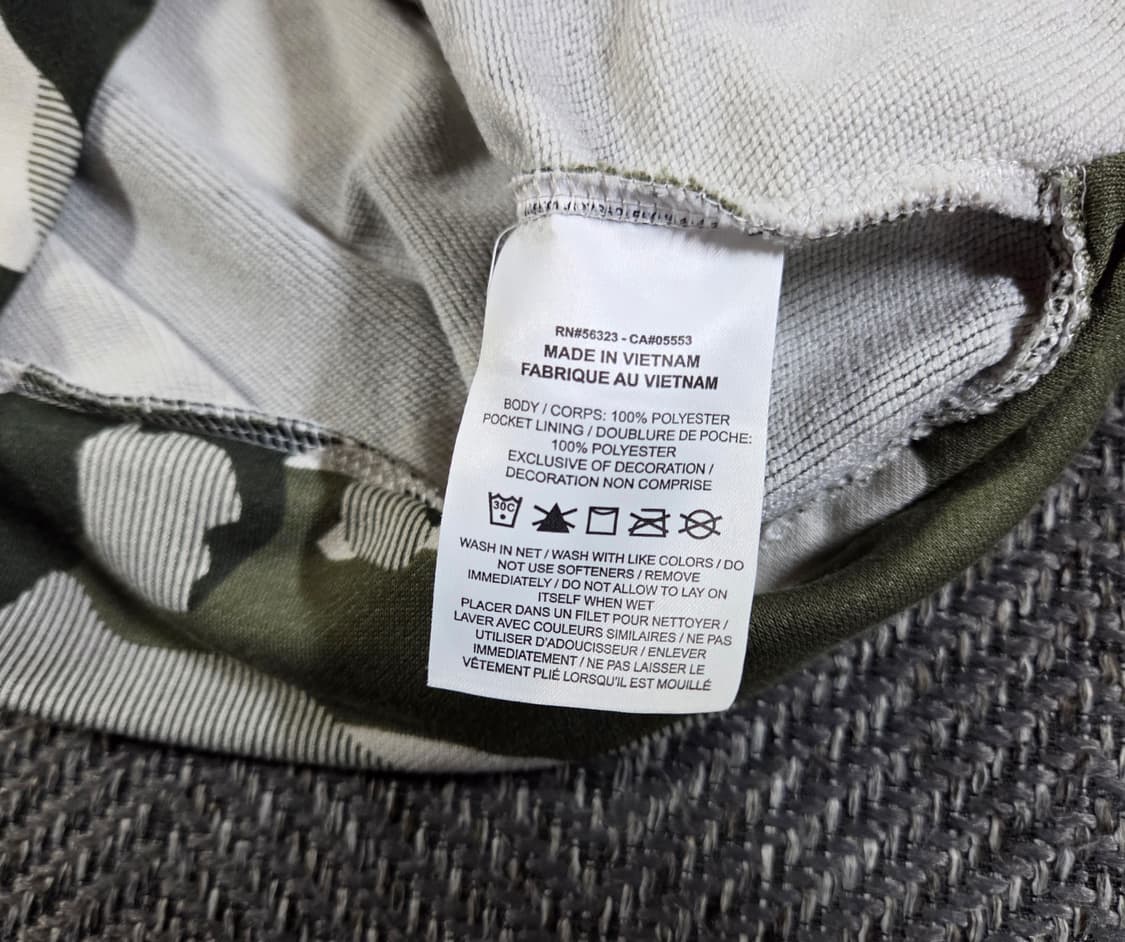 RN#56323 - CA#05553
MADE IN VIETNAM
FABRIQUE AU VIETNAM
BODY / CORPS: 100% POLYESTER
POCKET LINING / DOUBLURE DE POCHE:
100% POLYESTER
EXCLUSIVE OF DECORATION /
DECORATION NON COMPRISE
30C
WASH IN NET / WASH WITH LIKE COLORS / DO
NOT USE SOFTENERS / REMOVE
IMMEDIATELY / DO NOT ALLOW TO LAY ON
ITSELF WHEN WET
PLACER DANS UN FILET POUR NETTOYER /
LAVER AVEC COULEURS SIMILAIRES / NE PAS
UTILISER D'ADOUCISSEUR / ENLEVER
IMMEDIATEMENT / NE PAS LAISSER LE
VÊTEMENT PLIÉ LORSQU'IL EST MOUILLÉ